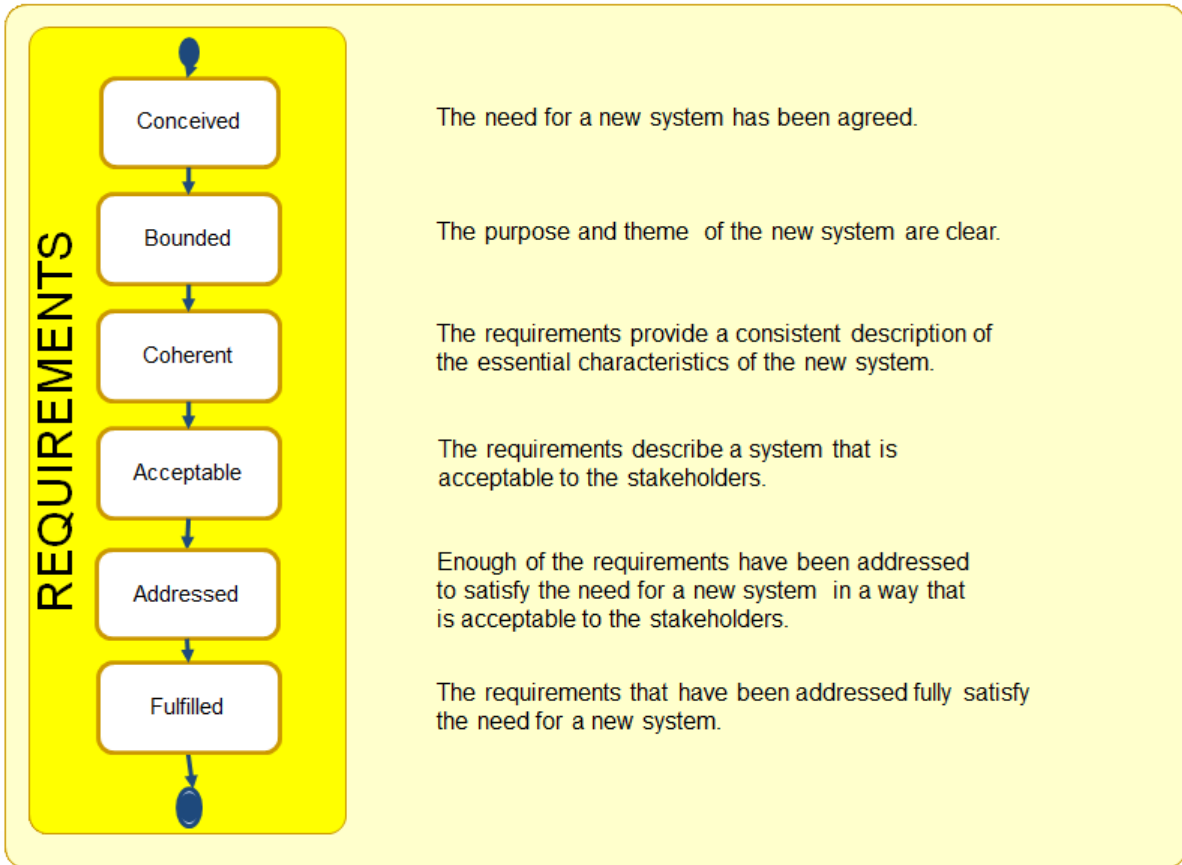 REQUIREMENTS
Conceived
The need for a new system has been agreed.
Bounded
The purpose and theme of the new system are clear.
Coherent
The requirements provide a consistent description of
the essential characteristics of the new system.
Acceptable
The requirements describe a system that is
acceptable to the stakeholders.
Addressed
Enough of the requirements have been addressed
to satisfy the need for a new system in a way that
is acceptable to the stakeholders.
Fulfilled
The requirements that have been addressed fully satisfy
the need for a new system.